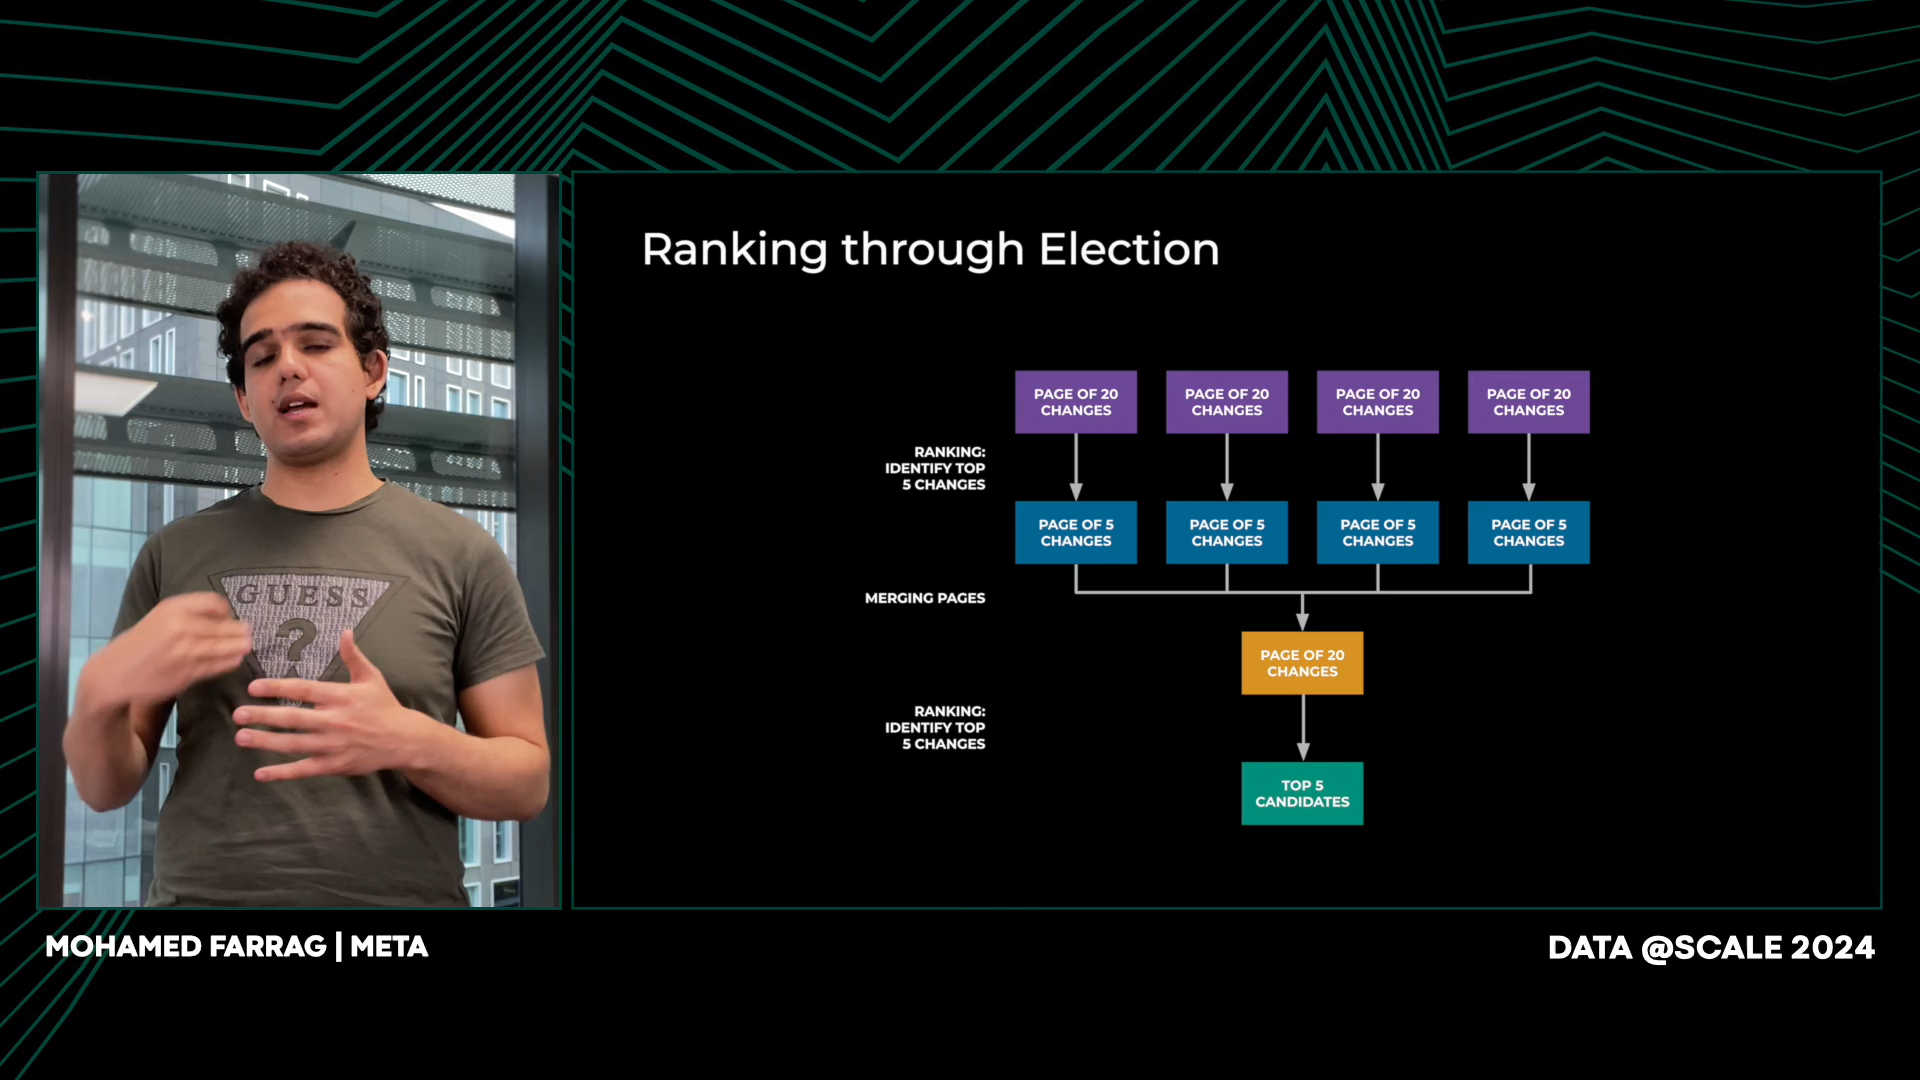 Ranking through Election
PAGE OF 20
CHANGES
PAGE OF 20
CHANGES
PAGE OF 20
CHANGES
PAGE OF 20
CHANGES
RANKING:
IDENTIFY TOP
5 CHANGES
PAGE OF 5
CHANGES
PAGE OF 5
CHANGES
PAGE OF 5
CHANGES
PAGE OF 5
CHANGES
MERGING PAGES
PAGE OF 20
CHANGES
RANKING:
IDENTIFY TOP
5 CHANGES
TOP 5
CANDIDATES
GUESS
?
MOHAMED FARRAG | META
DATA @SCALE 2024